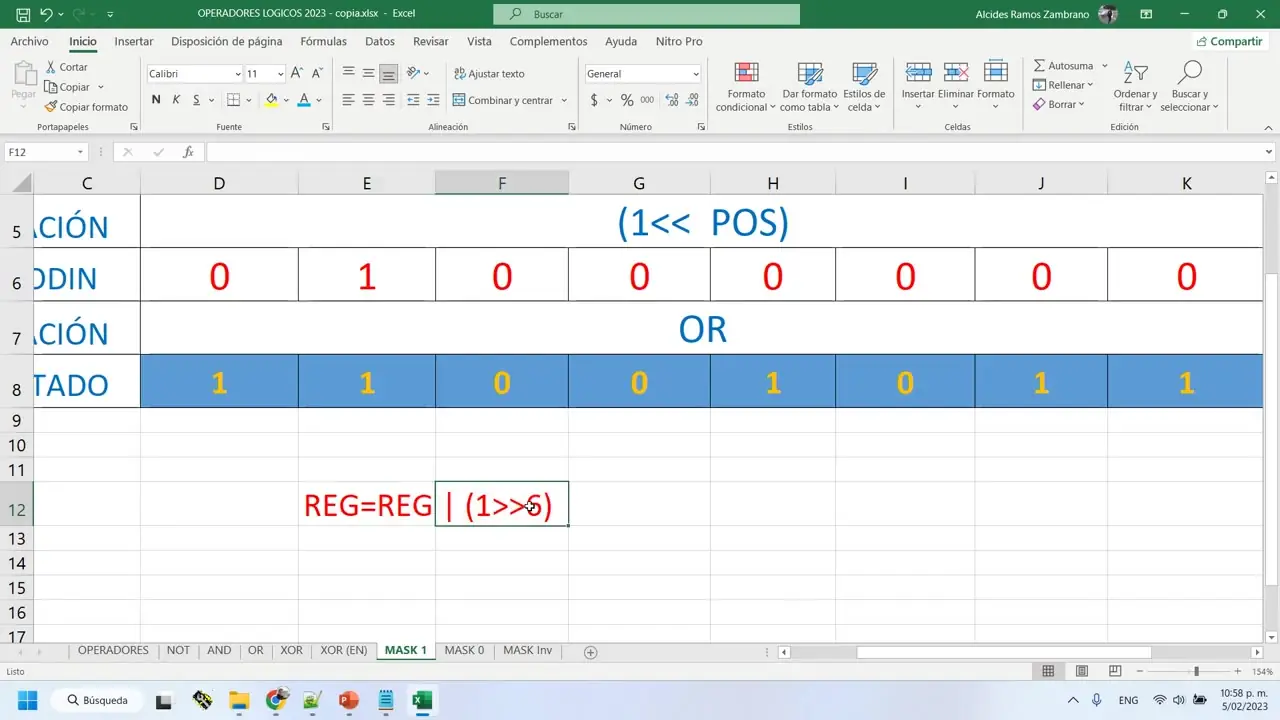 OPERADORES LOGICOS 2023 - copia.xlsx - Excel
Buscar
Alcides Ramos Zambrano
Archivo Inicio Insertar Disposición de página Fórmulas Datos Revisar Vista Complementos Ayuda Nitro Pro
Compartir
Pegar
Cortar
Copiar
Copiar formato
Portapapeles
Calibri 11
N K S
Fuente
Ajustar texto
Combinar y centrar
Alineación
General
$ % 000
Número
Formato condicional
Dar formato como tabla
Estilos de celda
Estilos
Insertar Eliminar Formato
Celdas
Autosuma
Rellenar
Borrar
Ordenar y filtrar
Buscar y seleccionar
Edición
F12
fx
C D E F G H I J K
5 ACIÓN (1<< POS)
6 ODIN 0 1 0 0 0 0 0 0
7 ACIÓN OR
8 TADO 1 1 0 0 1 0 1 1
9
10
11
12 REG=REG | (1>>6)
13
14
15
16
17
OPERADORES NOT AND OR XOR XOR (EN) MASK 1 MASK 0 MASK Inv
Listo
154%
Búsqueda
ENG
10:58 p. m.
5/02/2023